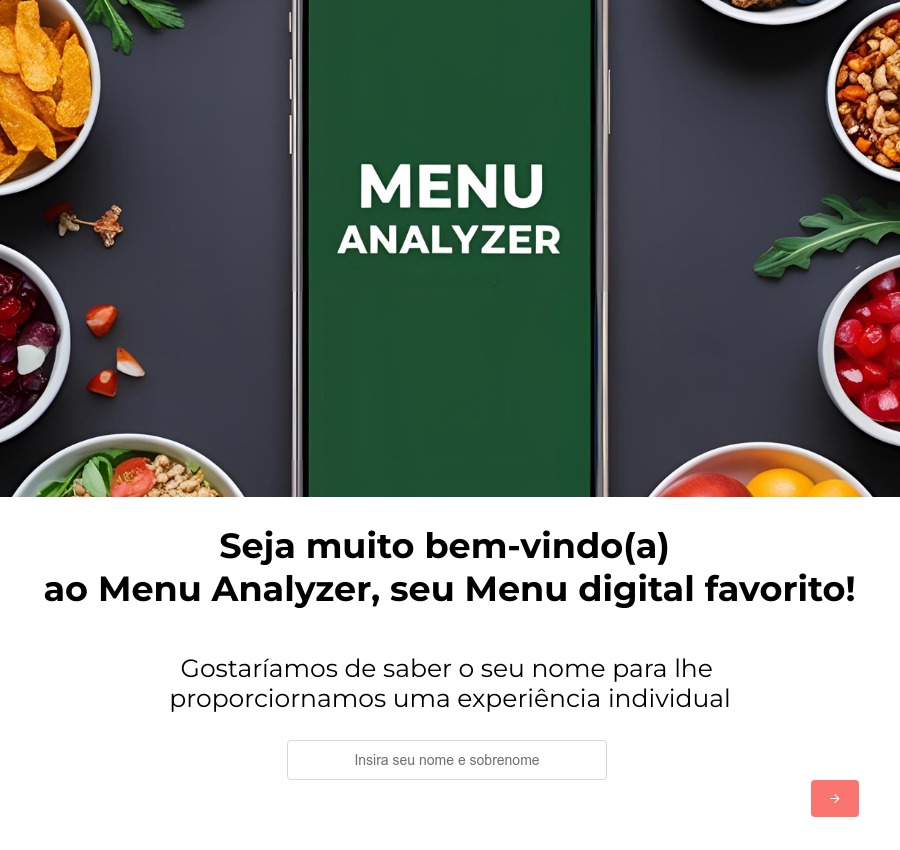 MENU
ANALYZER
Seja muito bem-vindo(a)
ao Menu Analyzer, seu Menu digital favorito!
Gostaríamos de saber o seu nome para lhe
proporciornamos uma experiência individual
Insira seu nome e sobrenome